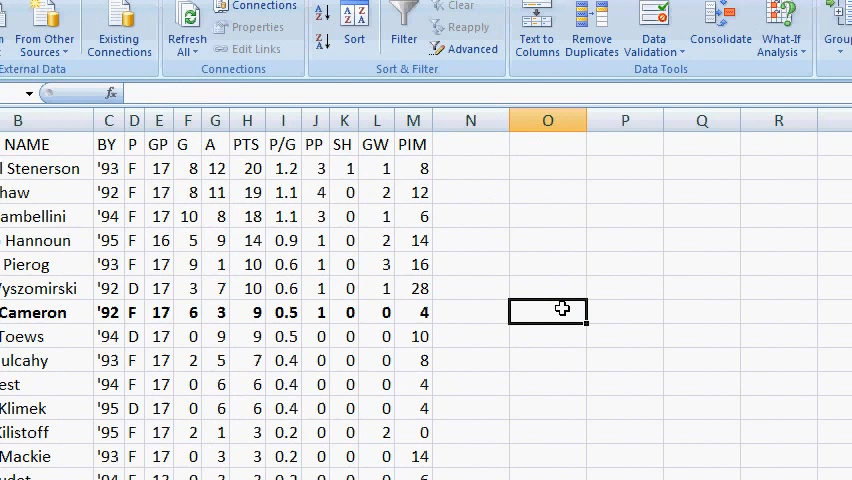 Connections Clear
Properties Reapply
From Other Existing Refresh Edit Links Sort Filter Advanced Text to Remove Data Consolidate What-If Group
Sources Connections All Columns Duplicates Validation Analysis
External Data Connections Sort & Filter Data Tools
fx
B C D E F G H I J K L M N O P Q R
NAME BY P GP G A PTS P/G PP SH GW PIM
l Stenerson '93 F 17 8 12 20 1.2 3 1 1 8
haw '92 F 17 8 11 19 1.1 4 0 2 12
ambellini '94 F 17 10 8 18 1.1 3 0 1 6
Hannoun '95 F 16 5 9 14 0.9 1 0 2 14
Pierog '93 F 17 9 1 10 0.6 1 0 3 16
Vyszomirski '92 D 17 3 7 10 0.6 1 0 1 28
Cameron '92 F 17 6 3 9 0.5 1 0 0 4
Toews '94 D 17 0 9 9 0.5 0 0 0 10
ulcahy '93 F 17 2 5 7 0.4 0 0 0 8
est '94 F 17 0 6 6 0.4 0 0 0 4
Klimek '95 D 17 0 6 6 0.4 0 0 0 4
Kilistoff '95 F 17 2 1 3 0.2 0 0 2 0
Mackie '93 F 17 0 3 3 0.2 0 0 0 14